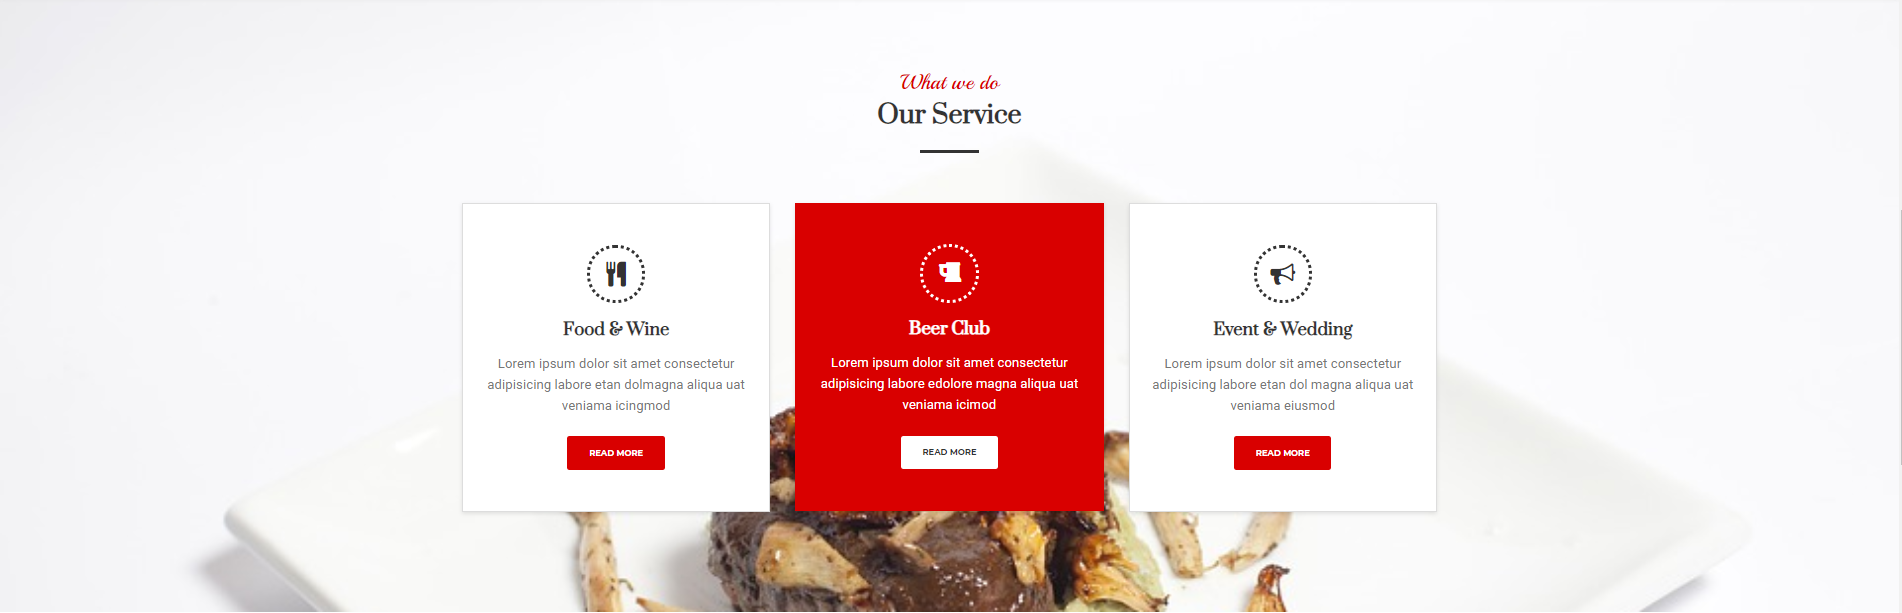 What we do
Our Service
Food & Wine
Lorem ipsum dolor sit amet consectetur
adipisicing labore etan dolmagna aliqua uat
veniama icingmod
READ MORE
Beer Club
Lorem ipsum dolor sit amet consectetur
adipisicing labore edolore magna aliqua uat
veniama icimod
READ MORE
Event & Wedding
Lorem ipsum dolor sit amet consectetur
adipisicing labore etan dol magna aliqua uat
veniama eiusmod
READ MORE